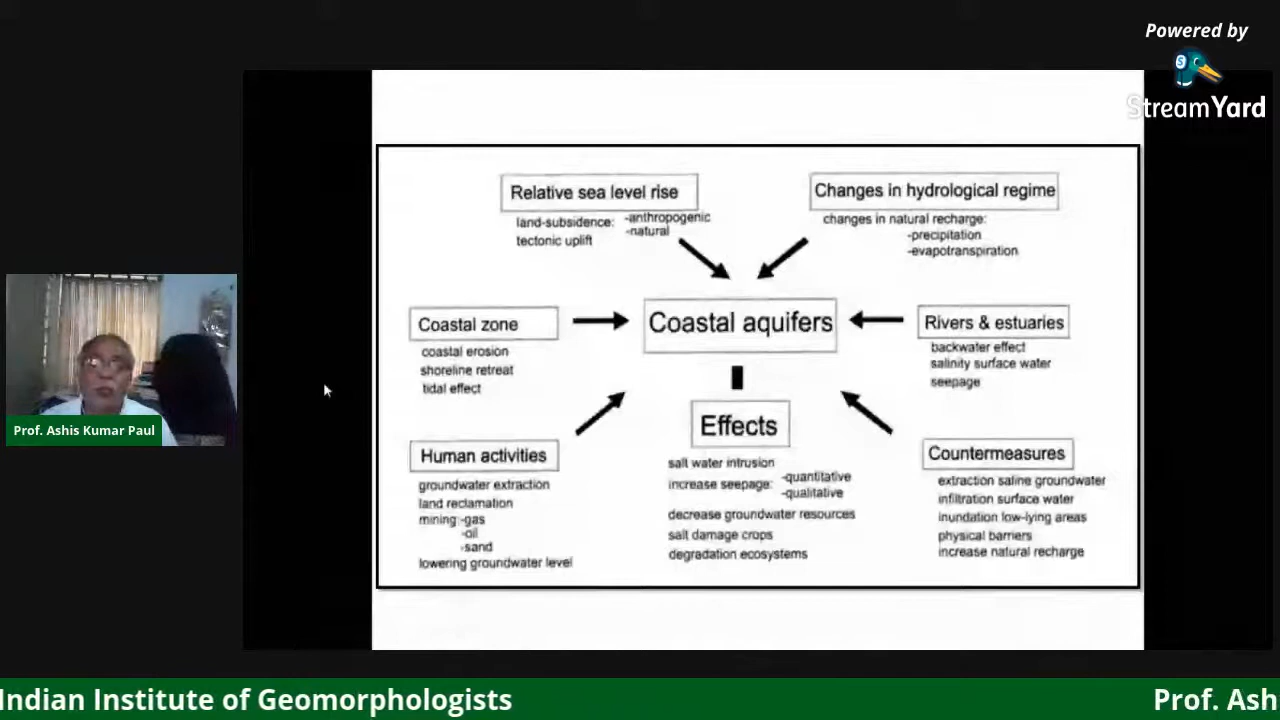 Powered by
StreamYard
Relative sea level rise
land-subsidence: -anthropogenic
-natural
tectonic uplift
Changes in hydrological regime
changes in natural recharge:
-precipitation
-evapotranspiration
Coastal zone
coastal erosion
shoreline retreat
tidal effect
Coastal aquifers
Rivers & estuaries
backwater effect
salinity surface water
seepage
Human activities
groundwater extraction
land reclamation
mining:-gas
-oil
-sand
lowering groundwater level
Effects
salt water intrusion
increase seepage: -quantitative
-qualitative
decrease groundwater resources
salt damage crops
degradation ecosystems
Countermeasures
extraction saline groundwater
infiltration surface water
inundation low-lying areas
physical barriers
increase natural recharge
Prof. Ashis Kumar Paul
Indian Institute of Geomorphologists
Prof. Ash